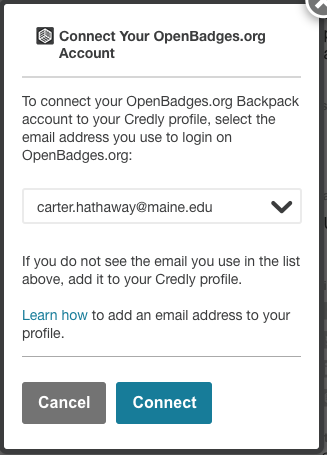 Connect Your OpenBadges.org
Account
To connect your OpenBadges.org Backpack
account to your Credly profile, select the
email address you use to login on
OpenBadges.org:
carter.hathaway@maine.edu
If you do not see the email you use in the list
above, add it to your Credly profile.
Learn how to add an email address to your
profile.
Cancel Connect